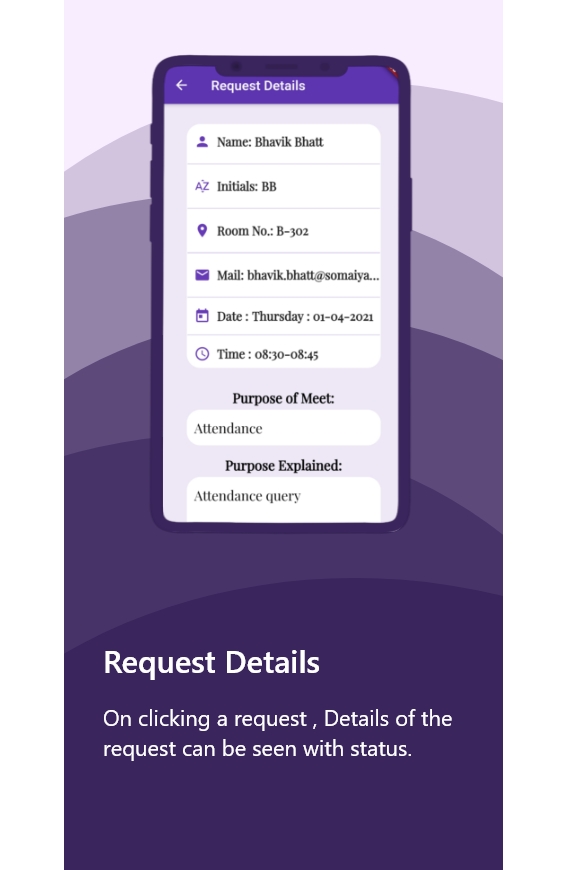 Request Details
Name: Bhavik Bhatt
AZ Initials: BB
Room No.: B-302
Mail: bhavik.bhatt@somaiya...
Date : Thursday : 01-04-2021
Time : 08:30-08:45
Purpose of Meet:
Attendance
Purpose Explained:
Attendance query
Request Details
On clicking a request , Details of the
request can be seen with status.